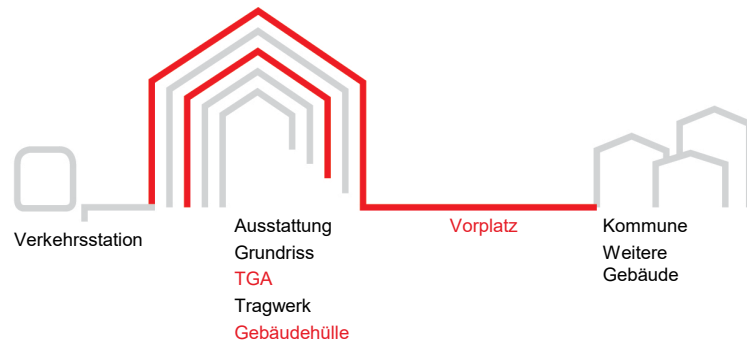 Verkehrsstation
Ausstattung
Grundriss
TGA
Tragwerk
Gebäudehülle
Vorplatz
Kommune
Weitere
Gebäude